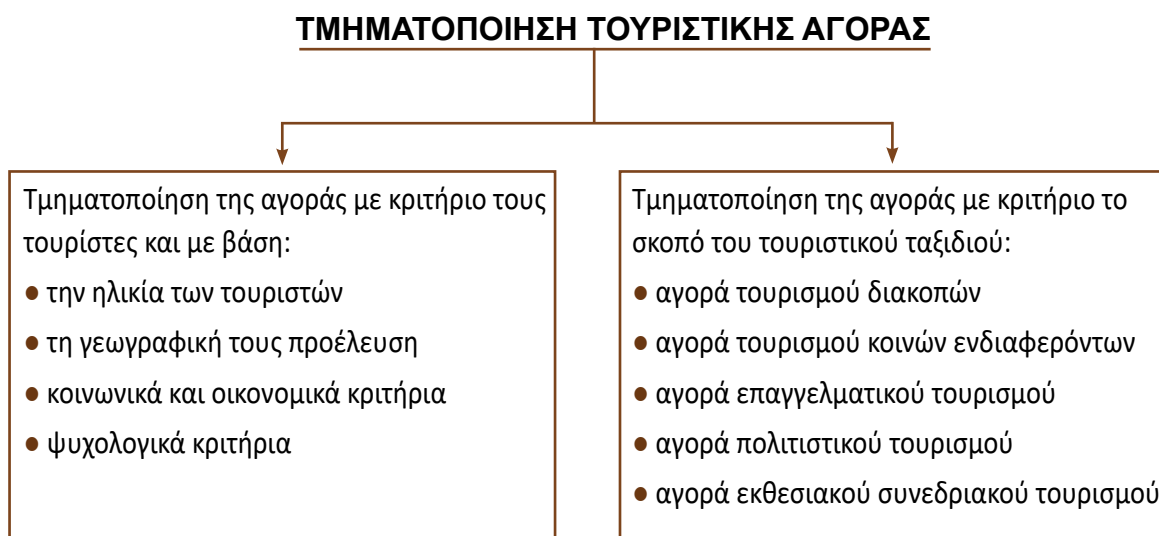 ΤΜΗΜΑΤΟΠΟΙΗΣΗ ΤΟΥΡΙΣΤΙΚΗΣ ΑΓΟΡΑΣ
Τμηματοποίηση της αγοράς με κριτήριο τους
τουρίστες και με βάση:
● την ηλικία των τουριστών
● τη γεωγραφική τους προέλευση
● κοινωνικά και οικονομικά κριτήρια
● ψυχολογικά κριτήρια
Τμηματοποίηση της αγοράς με κριτήριο το
σκοπό του τουριστικού ταξιδιού:
● αγορά τουρισμού διακοπών
● αγορά τουρισμού κοινών ενδιαφερόντων
● αγορά επαγγελματικού τουρισμού
● αγορά πολιτιστικού τουρισμού
● αγορά εκθεσιακού συνεδριακού τουρισμού